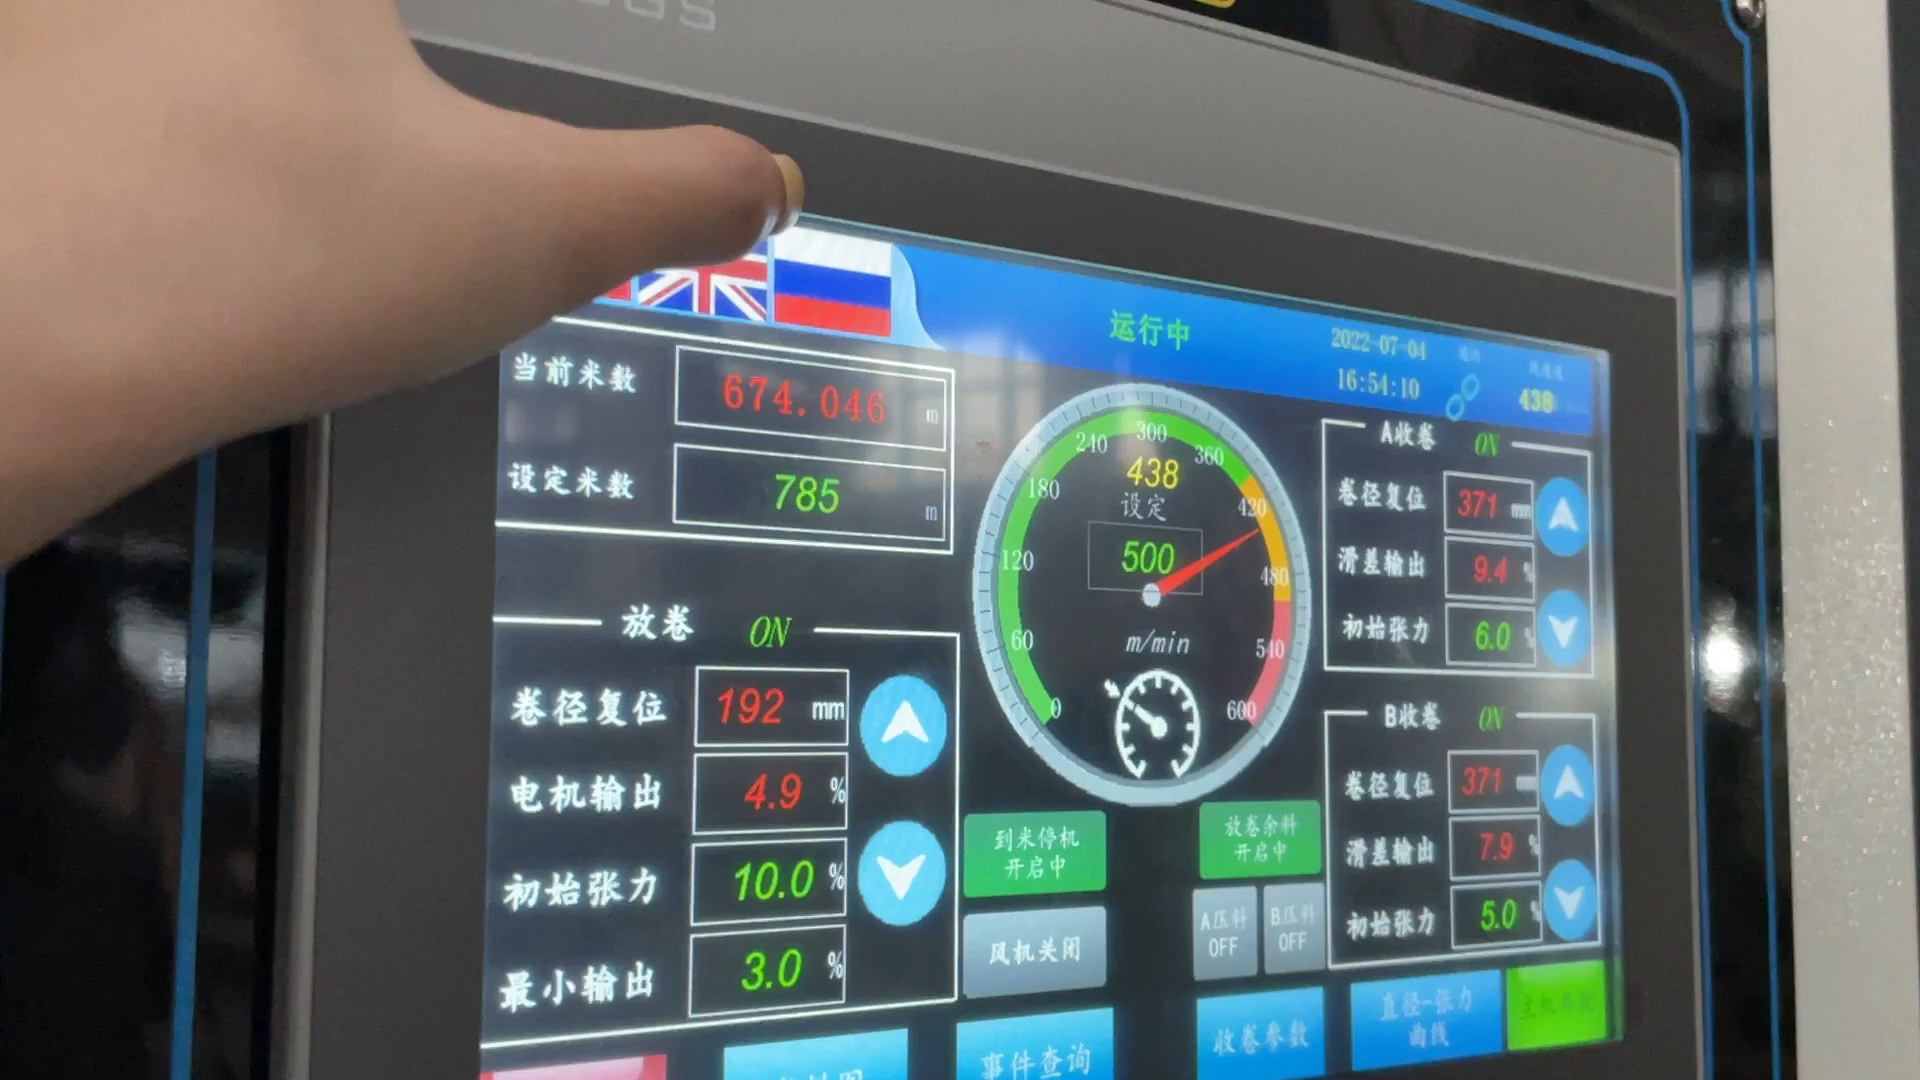 运行中
2022-07-04
16:54:10
438
当前米数 674.046 m
设定米数 785 m
放卷 ON
卷径复位 192 mm
电机输出 4.9 %
初始张力 10.0 %
最小输出 3.0 %
0
60
120
180
240
300
360
420
480
540
600
438
设定
500
m/min
到米停机
开启中
放卷余料
开启中
风机关闭
A压料
OFF
B压料
OFF
A收卷 ON
卷径复位 371 mm
滑差输出 9.4 %
初始张力 6.0 %
B收卷 ON
卷径复位 371 mm
滑差输出 7.9 %
初始张力 5.0 %
事件查询
收卷参数
直径-张力
曲线